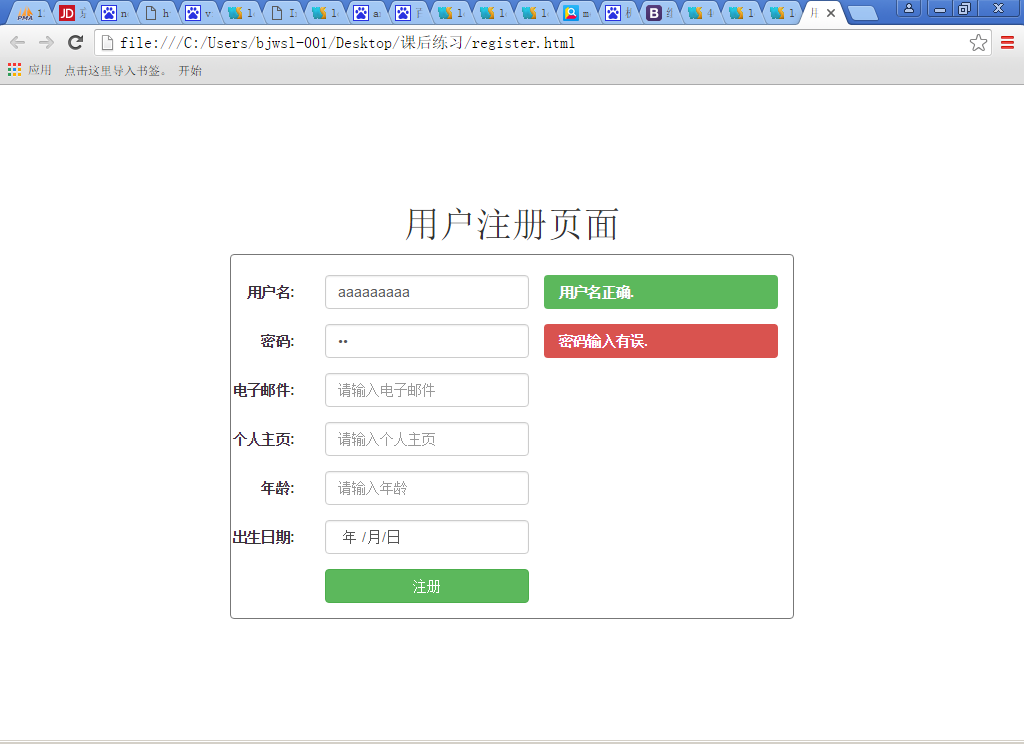 file:///C:/Users/bjwsl-001/Desktop/课后练习/register.html
应用 点击这里导入书签。 开始
用户注册页面
用户名: aaaaaaaaa 用户名正确.
密码: •• 密码输入有误.
电子邮件: 请输入电子邮件
个人主页: 请输入个人主页
年龄: 请输入年龄
出生日期: 年 /月/日
注册